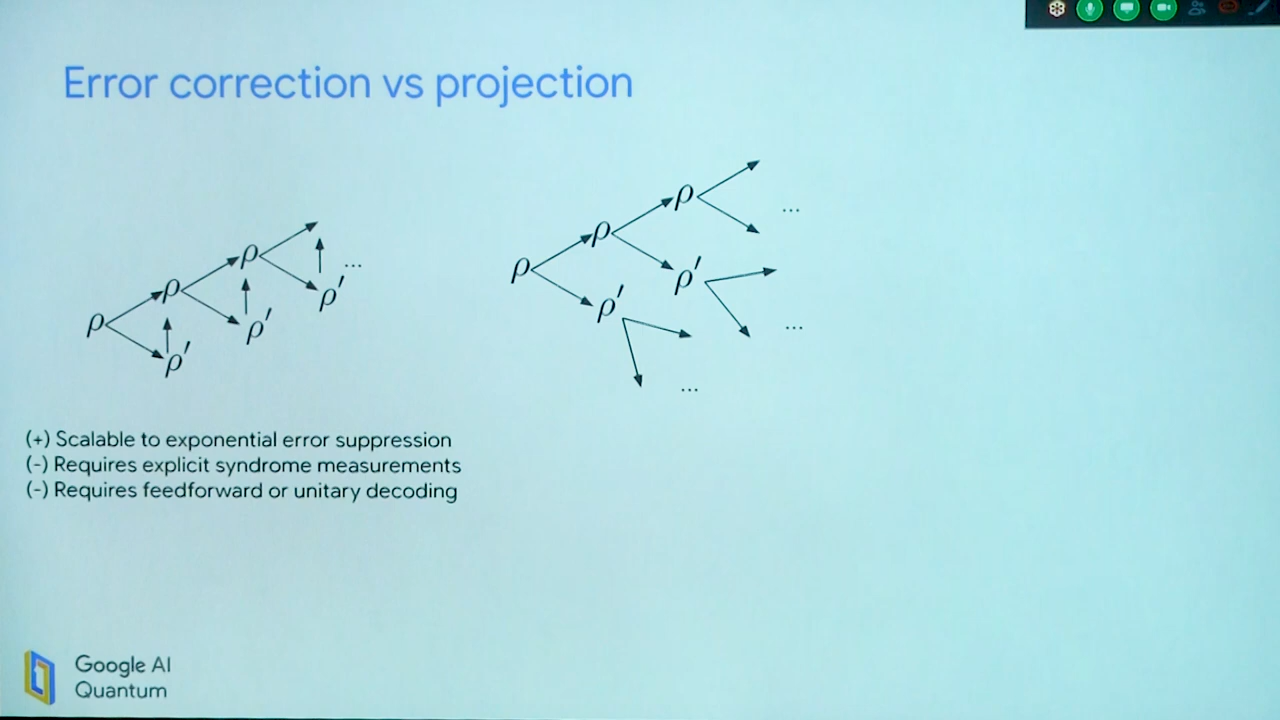 Error correction vs projection
ρ
ρ
ρ
ρ'
ρ'
ρ'
...
ρ
ρ
ρ
ρ'
ρ'
...
...
...
(+) Scalable to exponential error suppression
(-) Requires explicit syndrome measurements
(-) Requires feedforward or unitary decoding
Google AI
Quantum